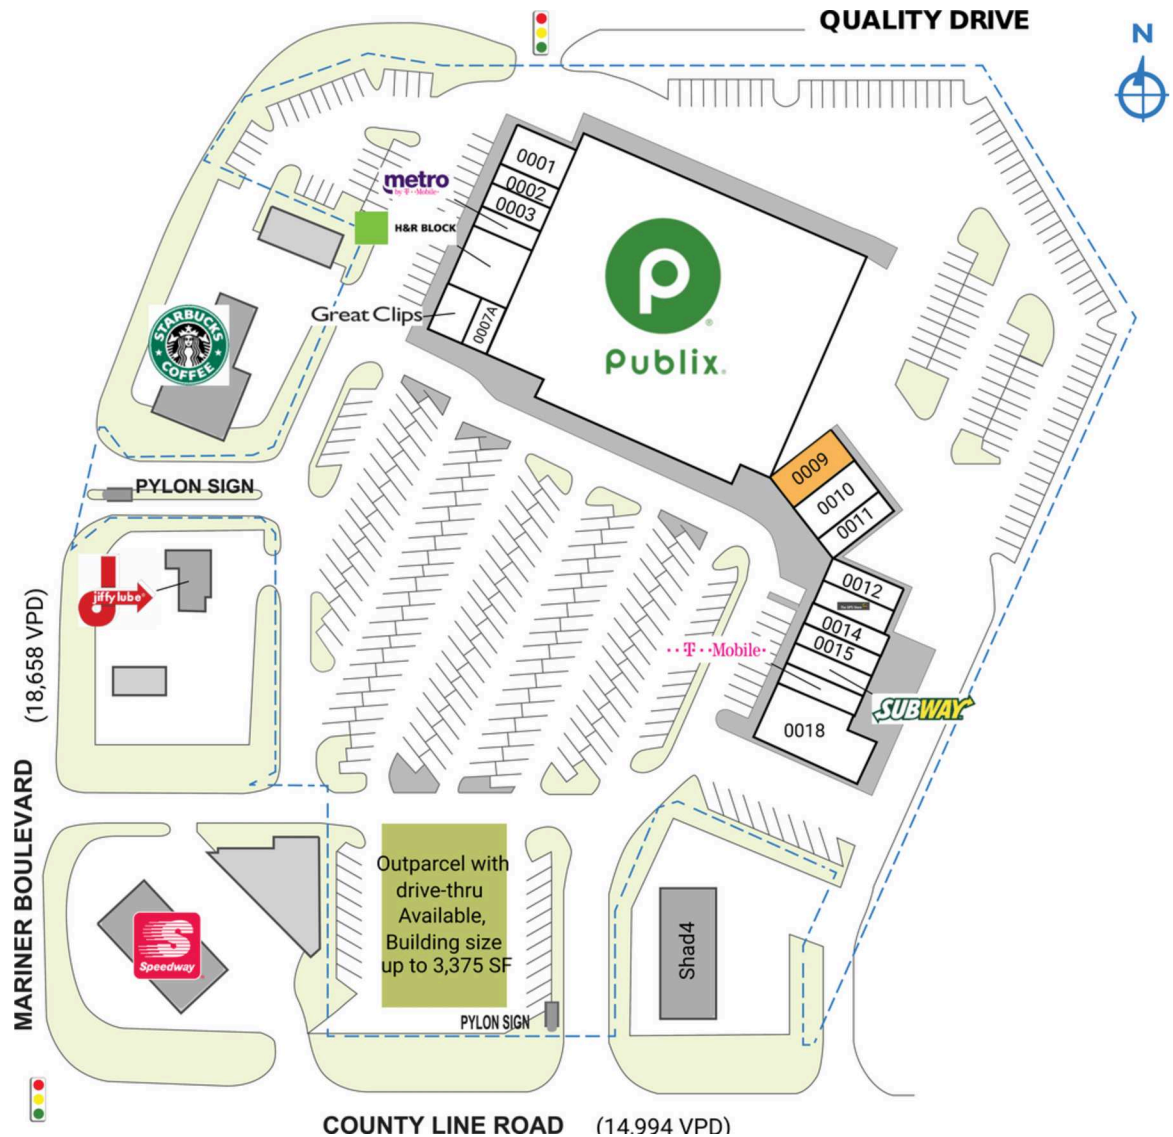 QUALITY DRIVE
N
0001
0002
0003
metro
by T-Mobile
H&R BLOCK
Great Clips
0007A
Publix.
STARBUCKS
COFFEE
PYLON SIGN
0009
0010
0011
jiffy lube
0012
0014
0015
T Mobile
SUBWAY
0018
(18,658 VPD)
MARINER BOULEVARD
Outparcel with
drive-thru
Available,
Building size
up to 3,375 SF
Shad4
S
Speedway
PYLON SIGN
COUNTY LINE ROAD (14,994 VPD)